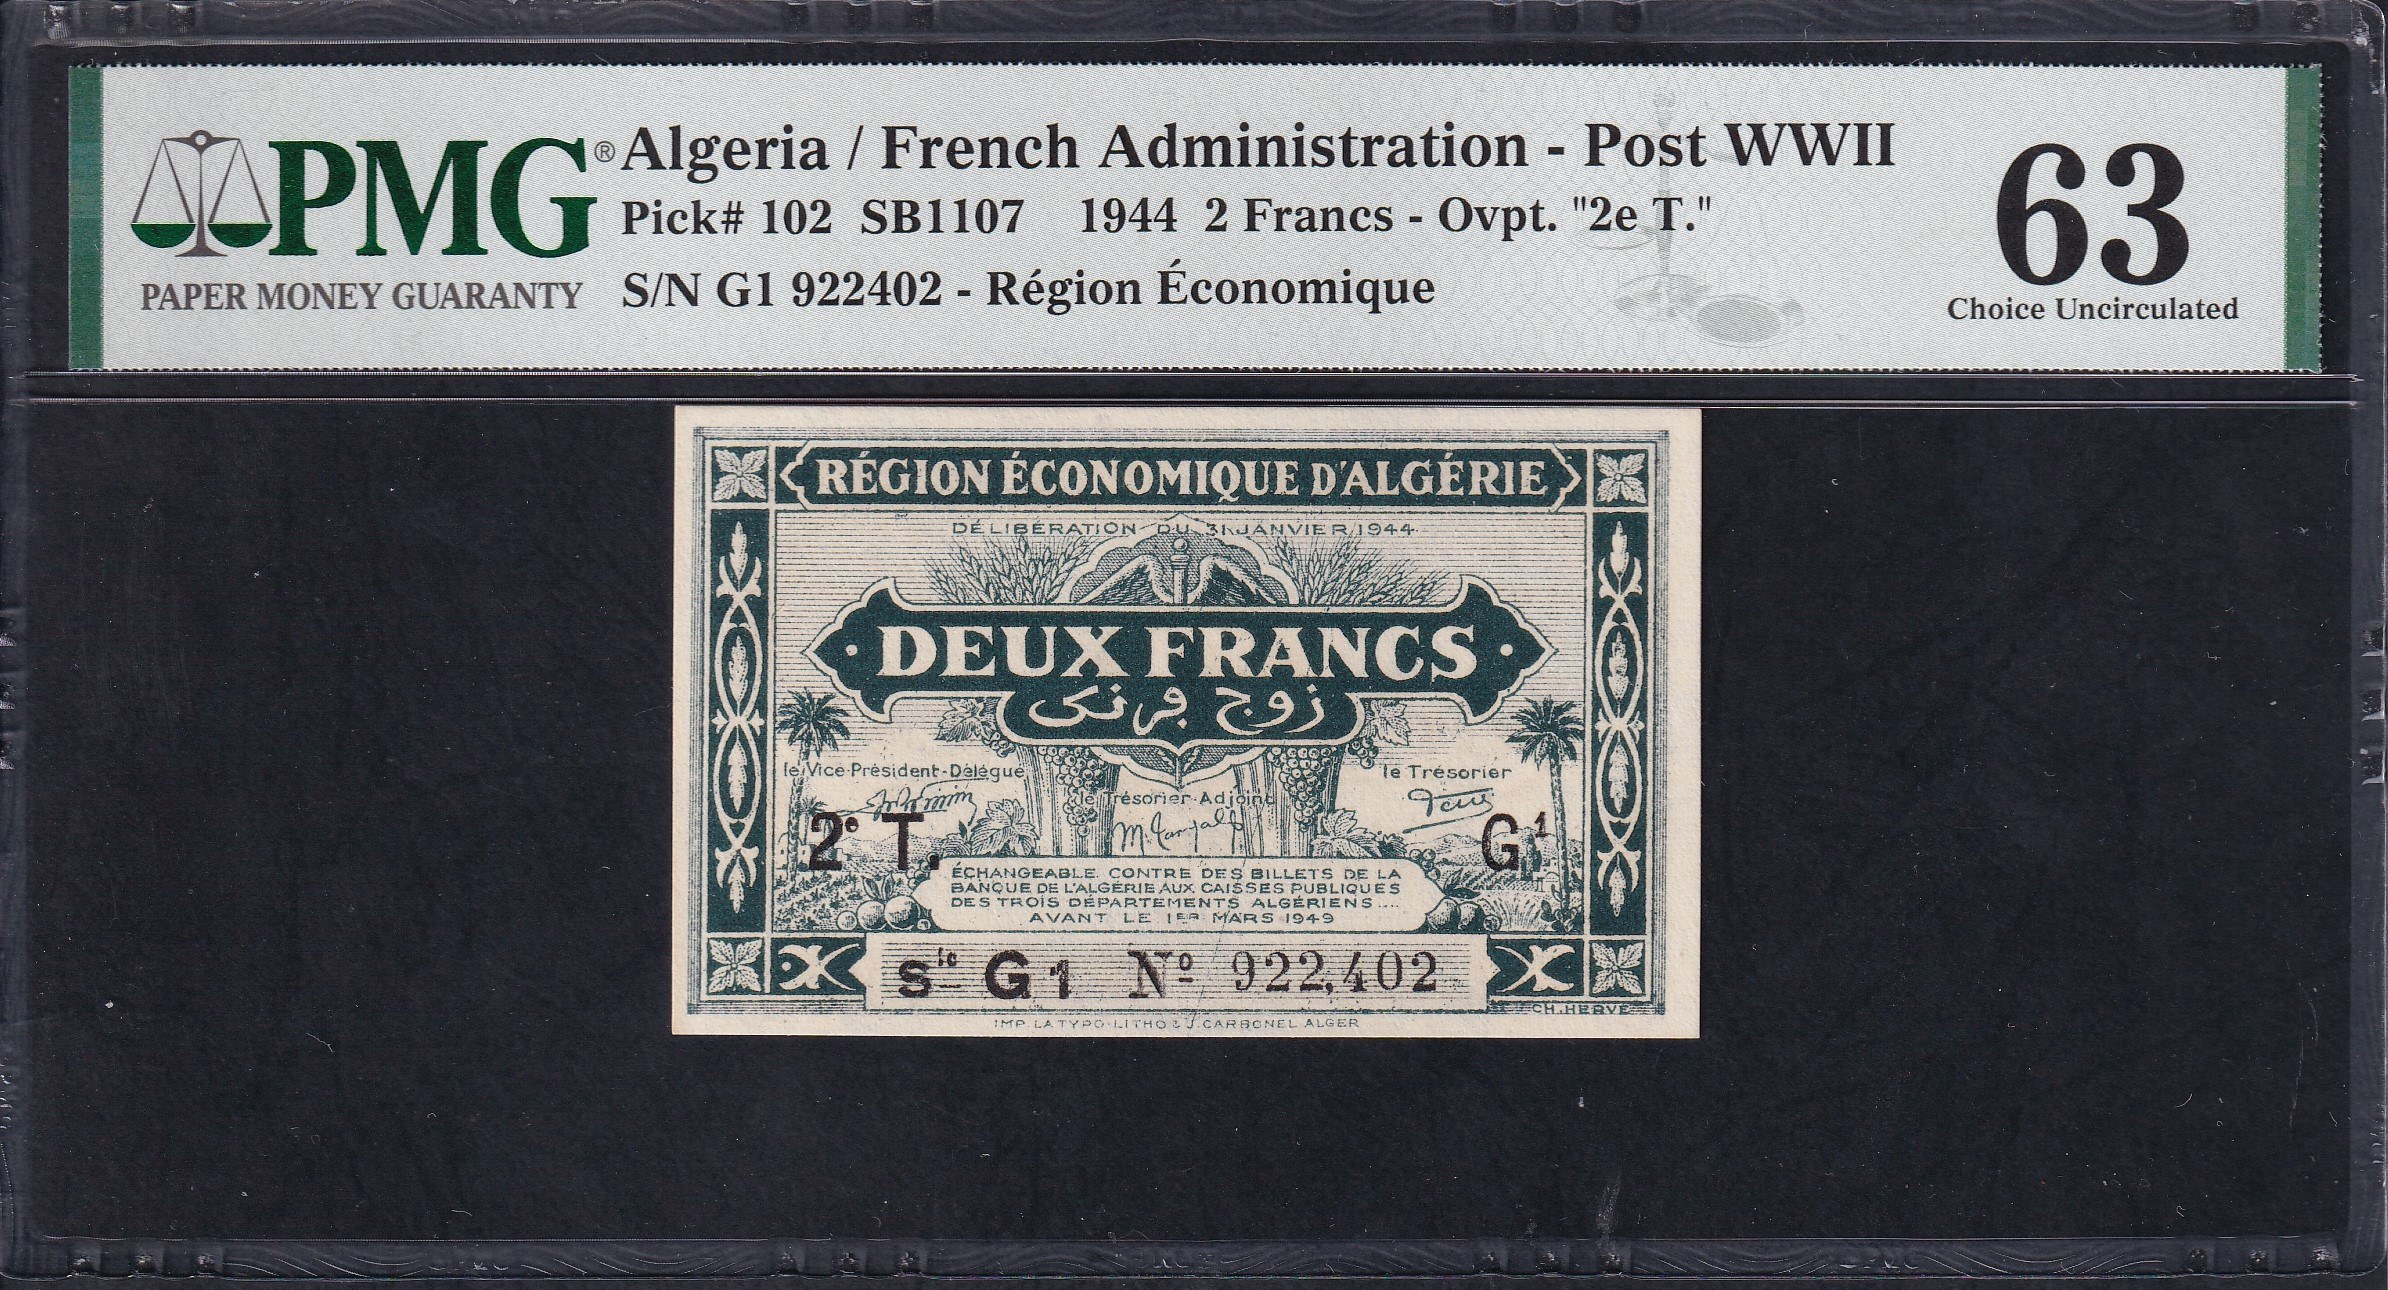 PMG®
PAPER MONEY GUARANTY
Algeria / French Administration - Post WWII
Pick# 102 SB1107 1944 2 Francs - Ovpt. "2e T."
S/N G1 922402 - Région Économique
63
Choice Uncirculated
RÉGION ÉCONOMIQUE D'ALGÉRIE
DÉLIBÉRATION DU 31 JANVIER 1944
· DEUX FRANCS ·
زوج فرنك
le Vice-Président-Délégué
le Trésorier-Adjoint
le Trésorier
2e T.
G1
ÉCHANGEABLE CONTRE DES BILLETS DE LA
BANQUE DE L'ALGÉRIE AUX CAISSES PUBLIQUES
DES TROIS DÉPARTEMENTS ALGÉRIENS....
AVANT LE 1ER MARS 1949
Sie G1 No 922,402
CH. HERVÉ
IMP. LA TYPO-LITHO & J. CARBONEL ALGER